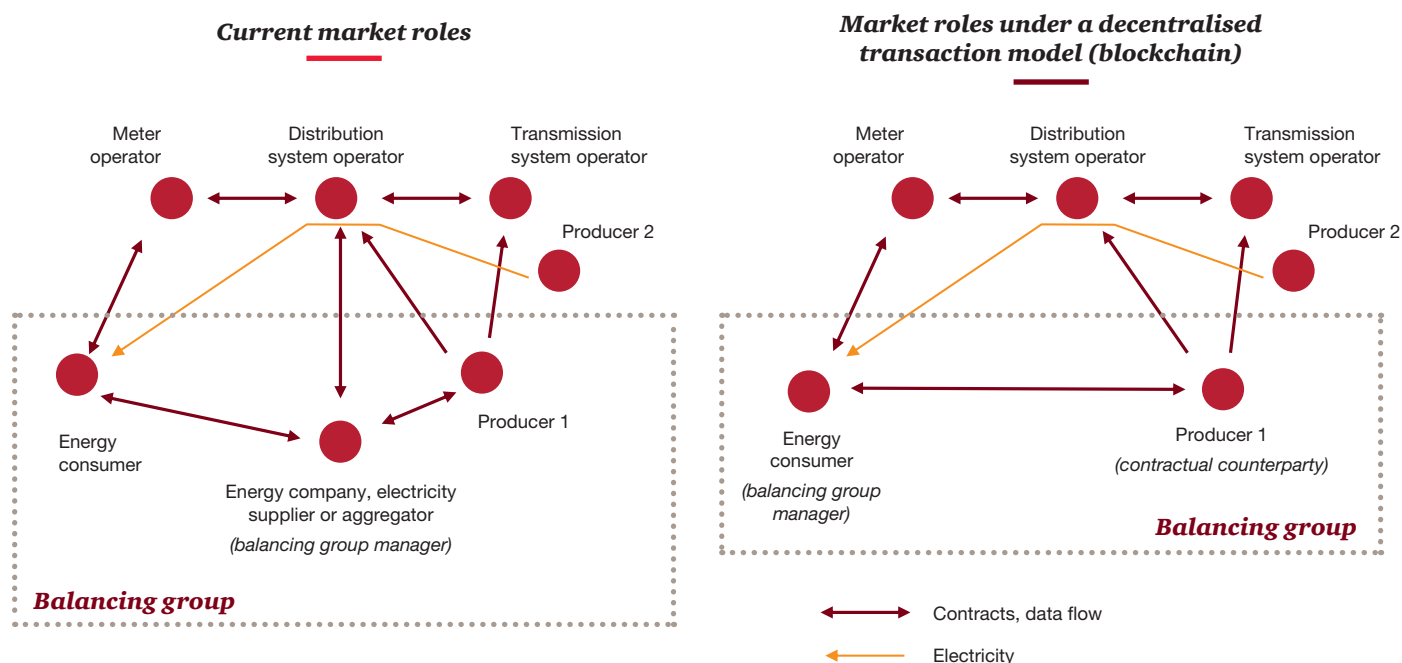 Current market roles
Meter
operator
Distribution
system operator
Transmission
system operator
Producer 2
Producer 1
Energy
consumer
Energy company, electricity
supplier or aggregator
(balancing group manager)
Balancing group
Market roles under a decentralised
transaction model (blockchain)
Meter
operator
Distribution
system operator
Transmission
system operator
Producer 2
Energy
consumer
(balancing group
manager)
Producer 1
(contractual counterparty)
Balancing group
Contracts, data flow
Electricity